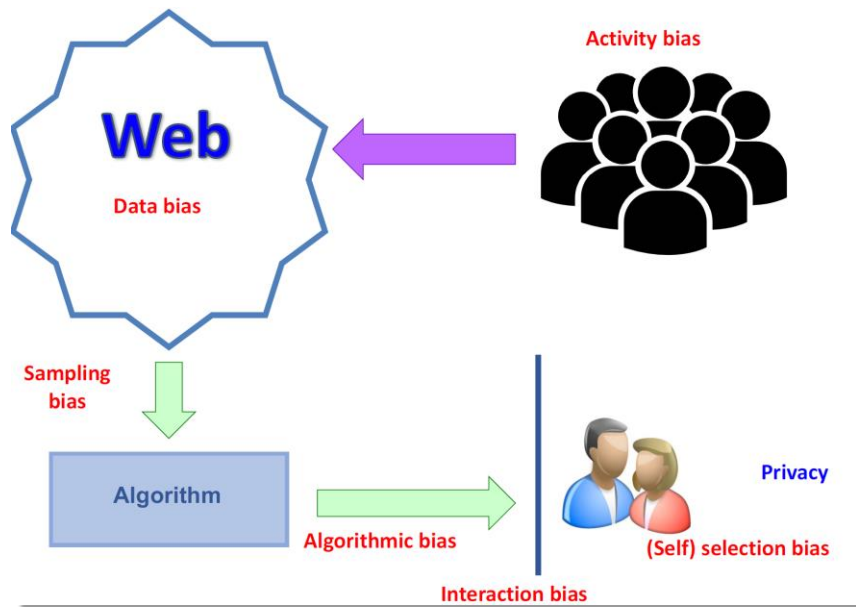 Activity bias
Web
Data bias
Sampling
bias
Algorithm
Privacy
Algorithmic bias
(Self) selection bias
Interaction bias